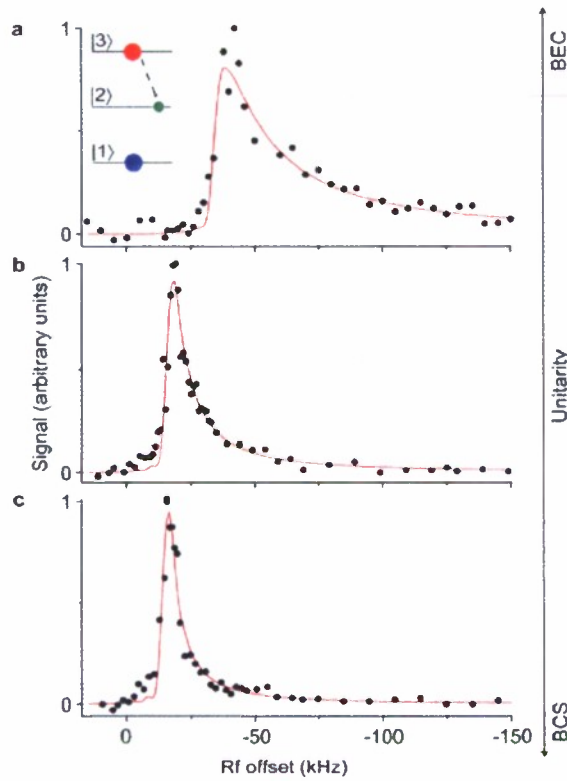 a
1
0
|3⟩
|2⟩
|1⟩
BEC
b
1
0
Signal (arbitrary units)
Unitarity
c
1
0
BCS
0 -50 -100 -150
Rf offset (kHz)